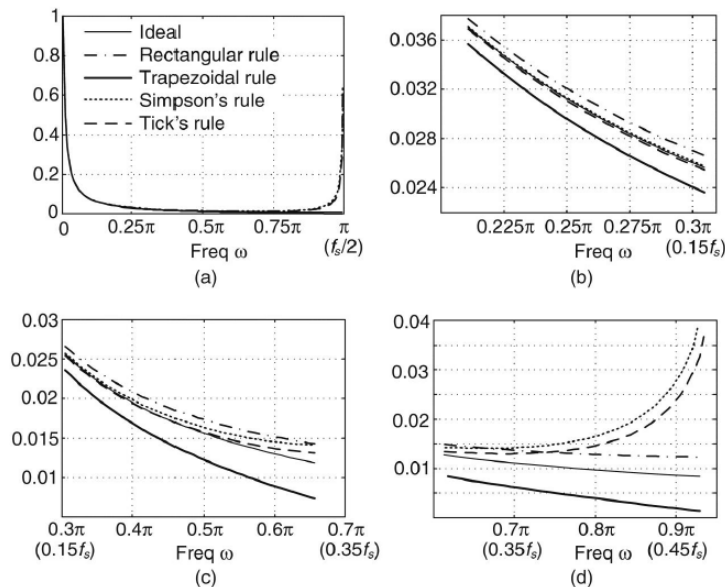 1
0.8
0.6
0.4
0.2
0
Ideal
Rectangular rule
Trapezoidal rule
Simpson's rule
Tick's rule
0 0.25π 0.5π 0.75π π
Freq ω (fs/2)
(a)
0.036
0.032
0.028
0.024
0.225π 0.25π 0.275π 0.3π
Freq ω (0.15fs)
(b)
0.03
0.025
0.02
0.015
0.01
0.3π 0.4π 0.5π 0.6π 0.7π
(0.15fs) Freq ω (0.35fs)
(c)
0.04
0.03
0.02
0.01
0.7π 0.8π 0.9π
(0.35fs) Freq ω (0.45fs)
(d)